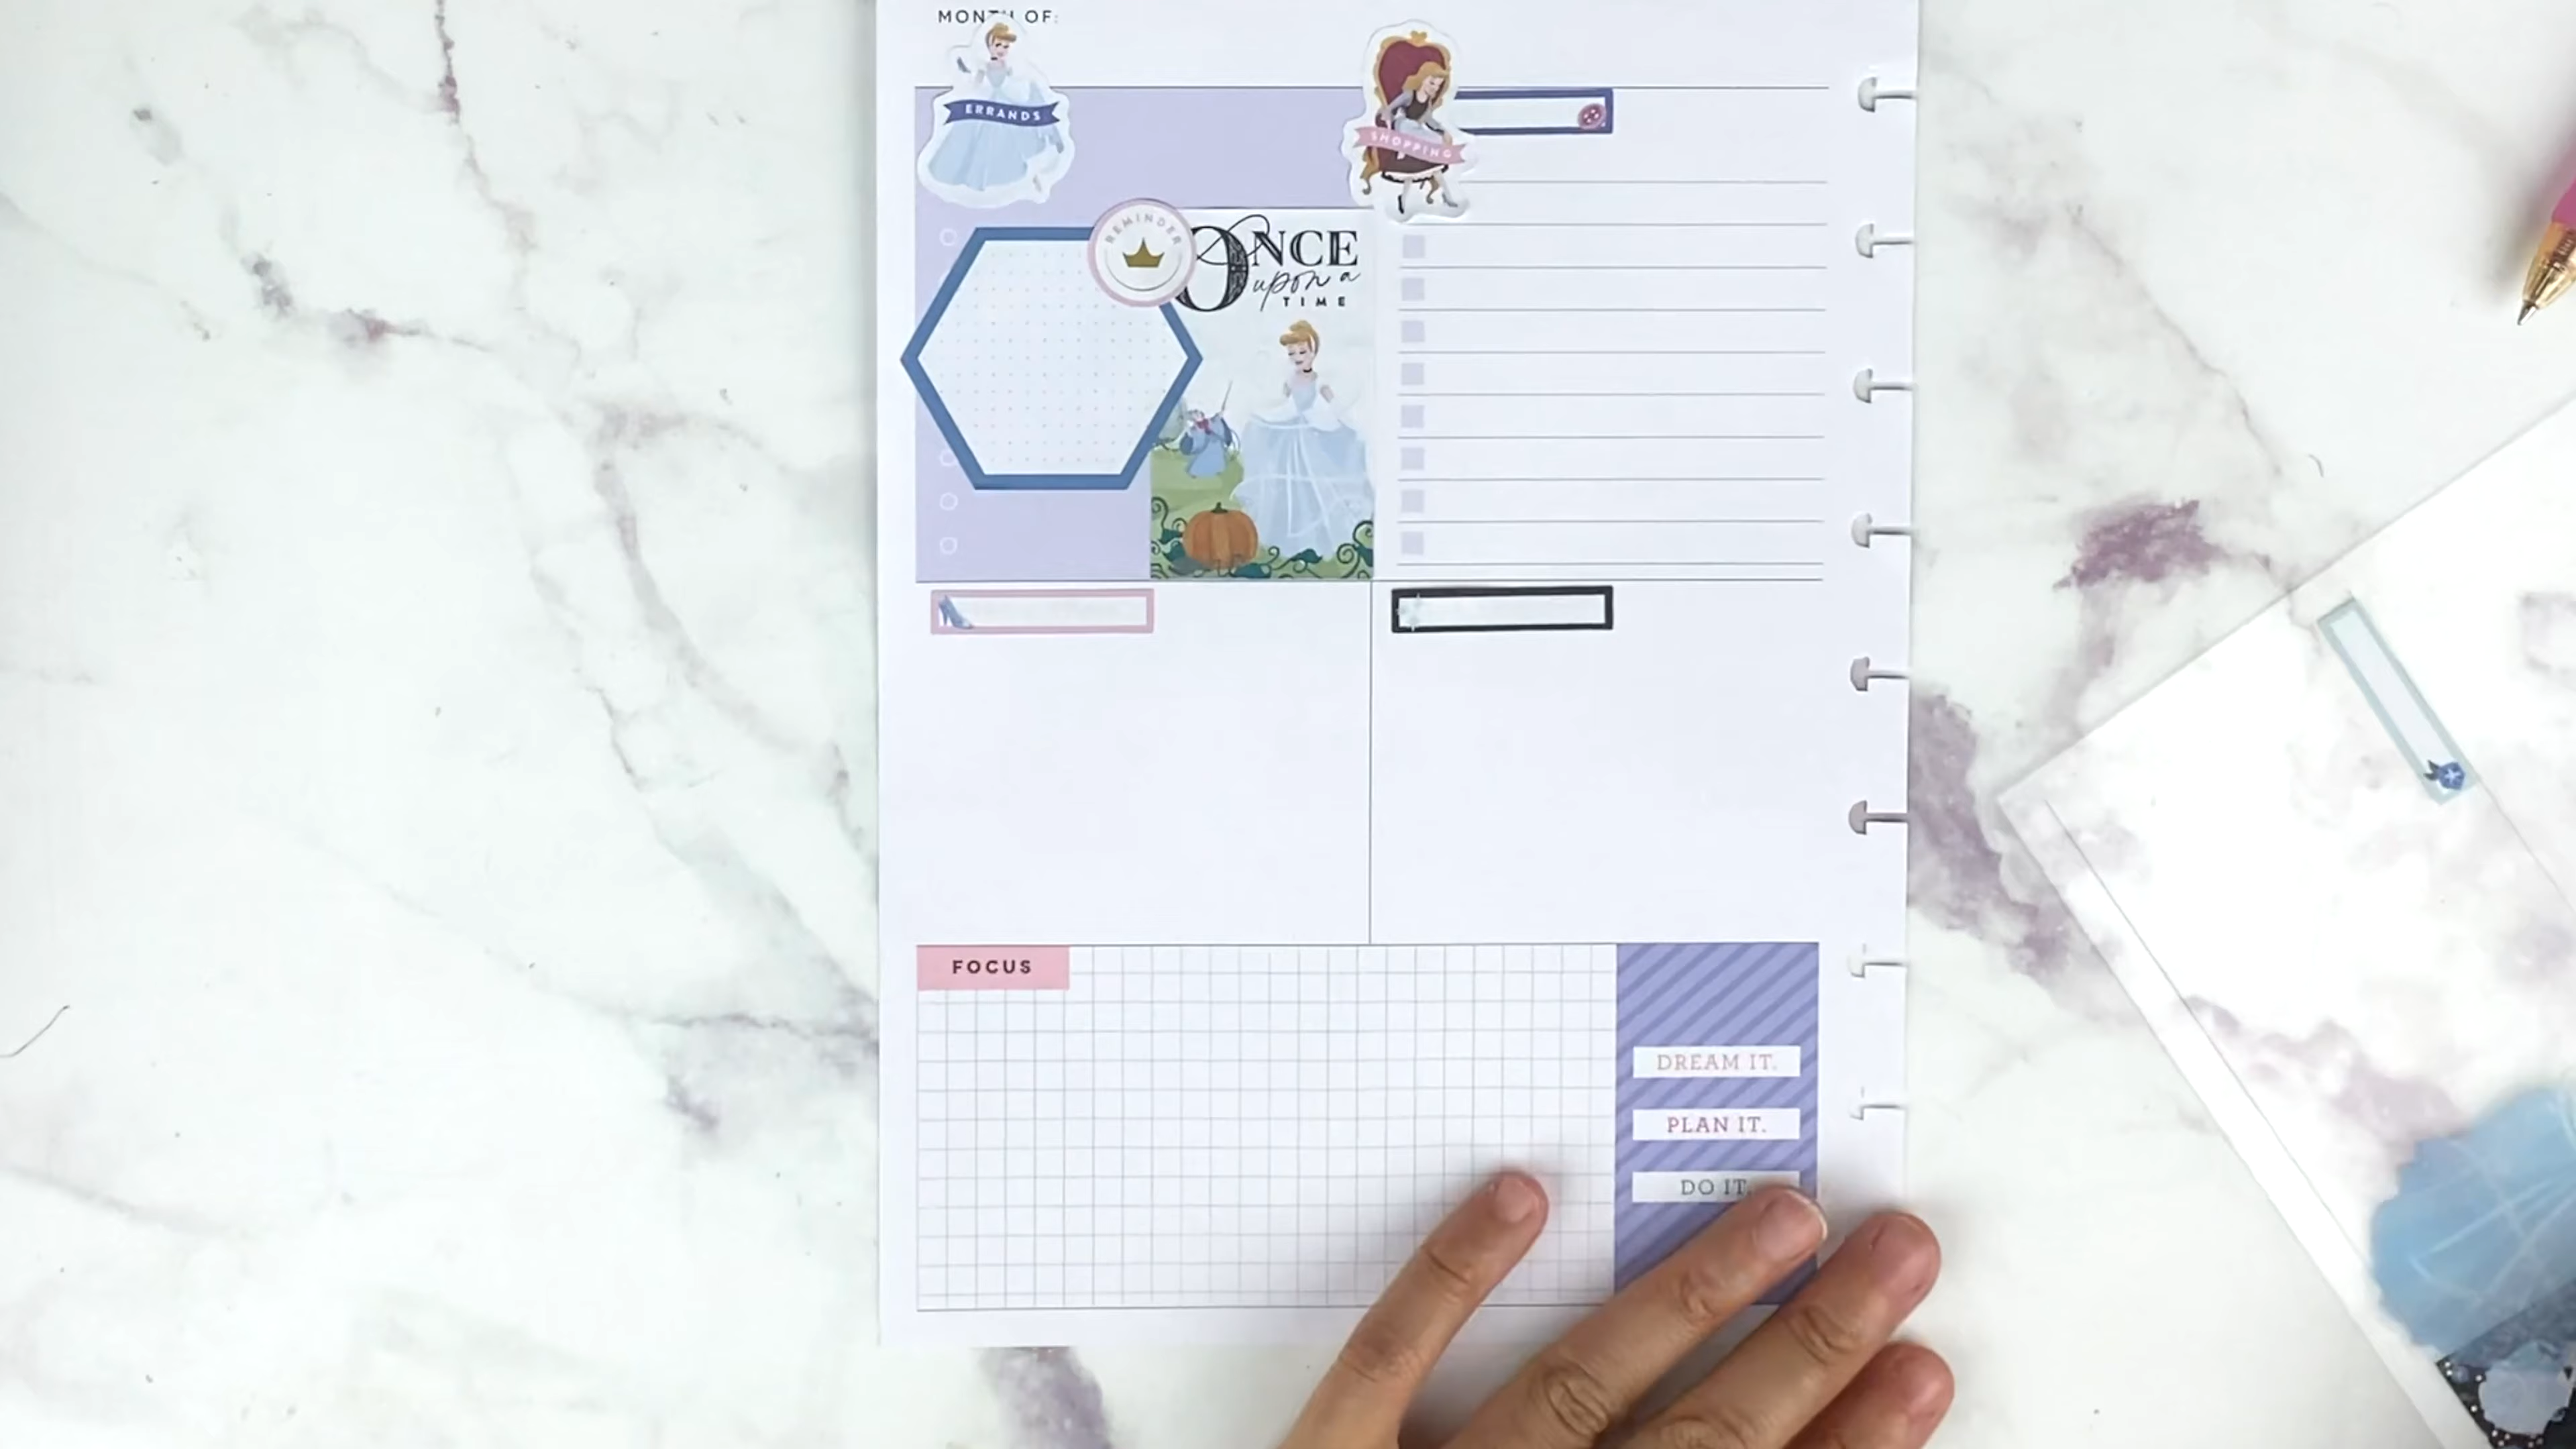 MONTH OF:
ERRANDS
SHOPPING
REMINDER
ONCE
upon a
TIME
FOCUS
DREAM IT.
PLAN IT.
DO IT.